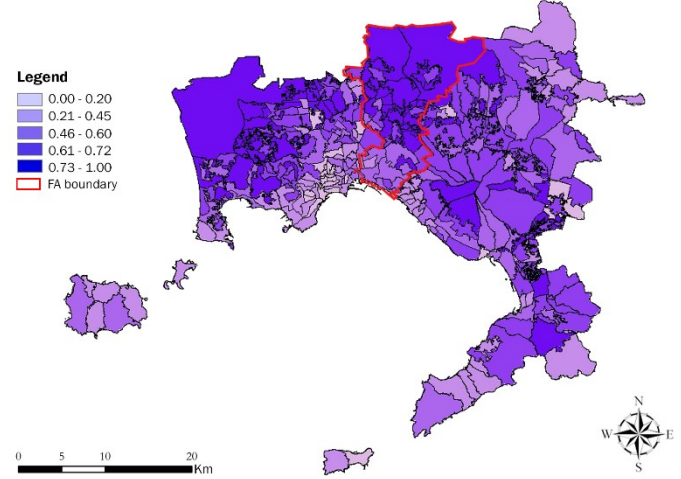 Legend
0.00 - 0.20
0.21 - 0.45
0.46 - 0.60
0.61 - 0.72
0.73 - 1.00
FA boundary
N
W E
S
0 5 10 20
Km